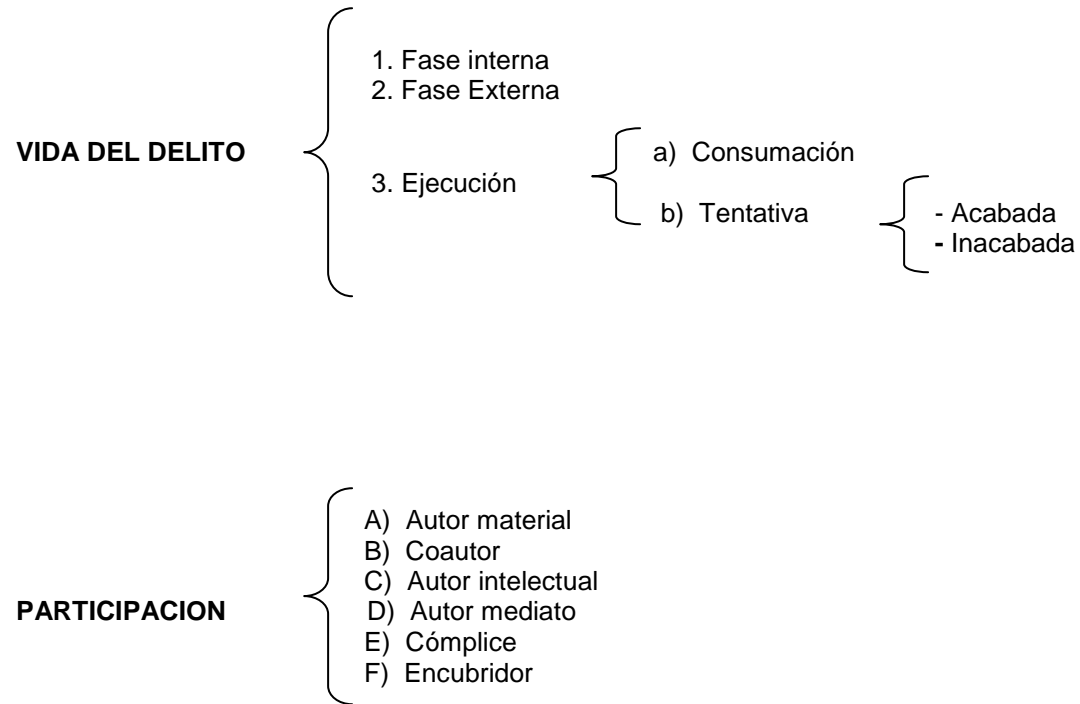 VIDA DEL DELITO
1. Fase interna
2. Fase Externa
3. Ejecución
a) Consumación
b) Tentativa
- Acabada
- Inacabada
PARTICIPACION
A) Autor material
B) Coautor
C) Autor intelectual
D) Autor mediato
E) Cómplice
F) Encubridor